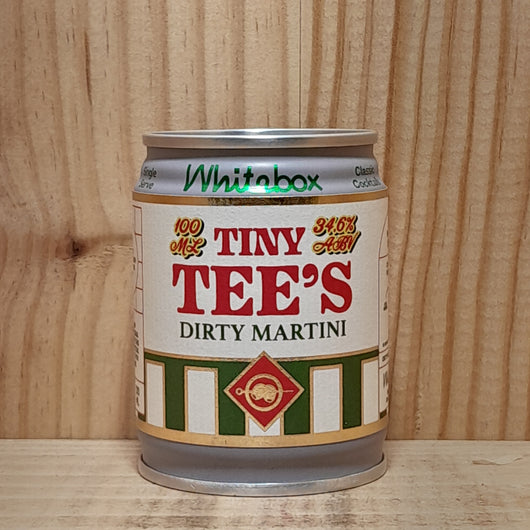 Single
Serve
Whitebox
Classic
Cocktail
100
ML
34.6%
ABV
TINY
TEE'S
DIRTY MARTINI